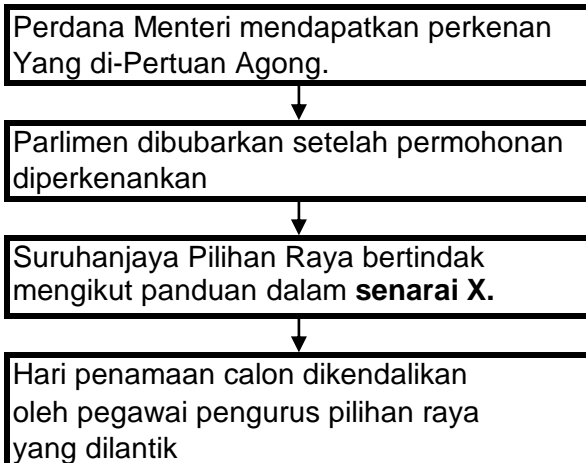 Perdana Menteri mendapatkan perkenan
Yang di-Pertuan Agong.
Parlimen dibubarkan setelah permohonan
diperkenankan
Suruhanjaya Pilihan Raya bertindak
mengikut panduan dalam senarai X.
Hari penamaan calon dikendalikan
oleh pegawai pengurus pilihan raya
yang dilantik